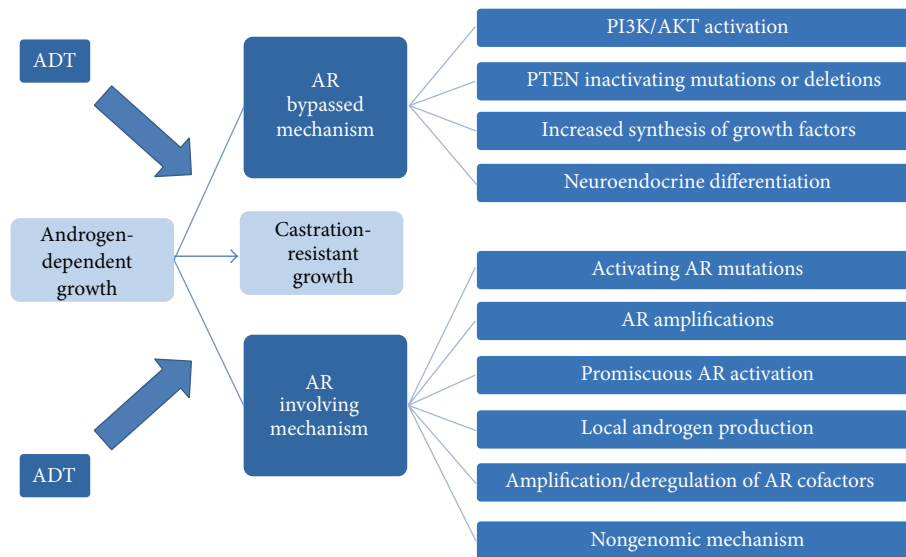 ADT
Androgen-
dependent
growth
ADT
AR
bypassed
mechanism
Castration-
resistant
growth
AR
involving
mechanism
PI3K/AKT activation
PTEN inactivating mutations or deletions
Increased synthesis of growth factors
Neuroendocrine differentiation
Activating AR mutations
AR amplifications
Promiscuous AR activation
Local androgen production
Amplification/deregulation of AR cofactors
Nongenomic mechanism